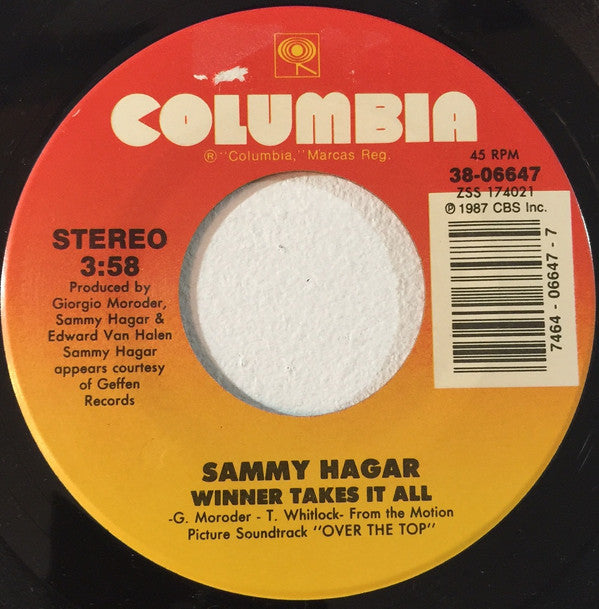 COLUMBIA
® "Columbia," Marcas Reg.
45 RPM
38-06647
ZSS 174021
℗ 1987 CBS Inc.
7464-06647-7
STEREO
3:58
Produced by
Giorgio Moroder,
Sammy Hagar &
Edward Van Halen
Sammy Hagar
appears courtesy
of Geffen
Records
SAMMY HAGAR
WINNER TAKES IT ALL
-G. Moroder - T. Whitlock- From the Motion
Picture Soundtrack "OVER THE TOP"